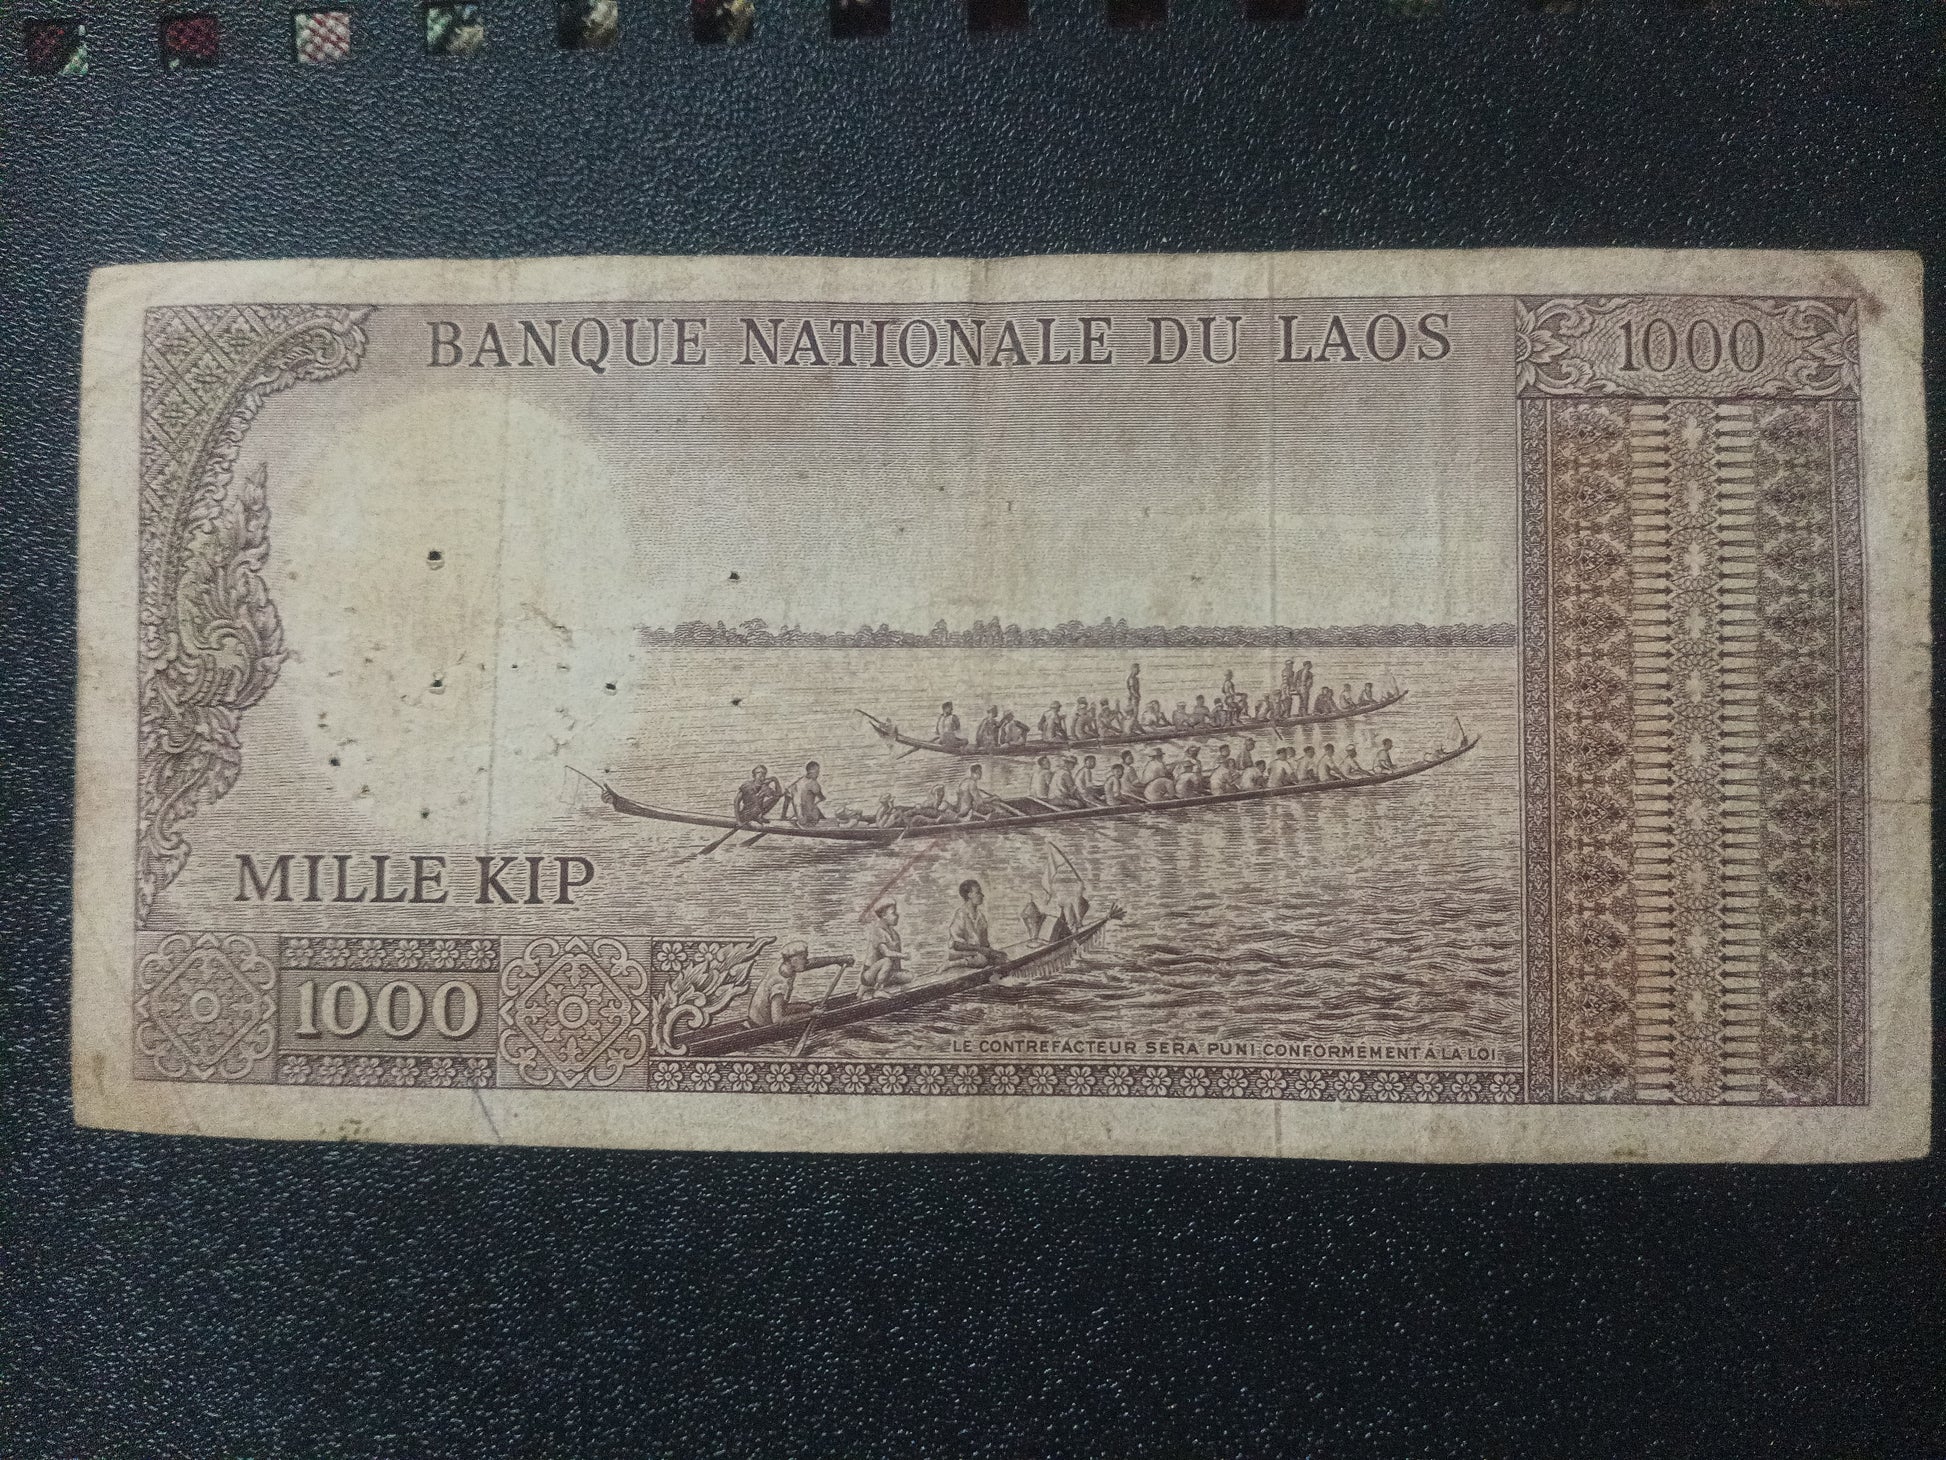 BANQUE NATIONALE DU LAOS
1000
MILLE KIP
1000
LE CONTREFACTEUR SERA PUNI CONFORMÉMENT À LA LOI